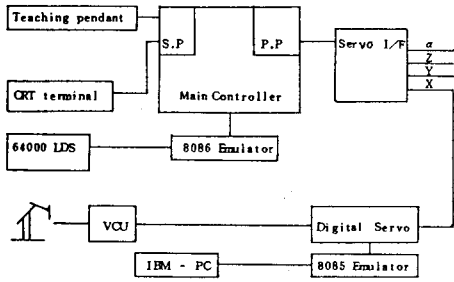 Teaching pendant
S.P
P.P
Servo I/F
α
Z
Y
X
CRT terminal
Main Controller
64000 LDS
8086 Emulator
VCU
Digital Servo
IBM - PC
8085 Emulator